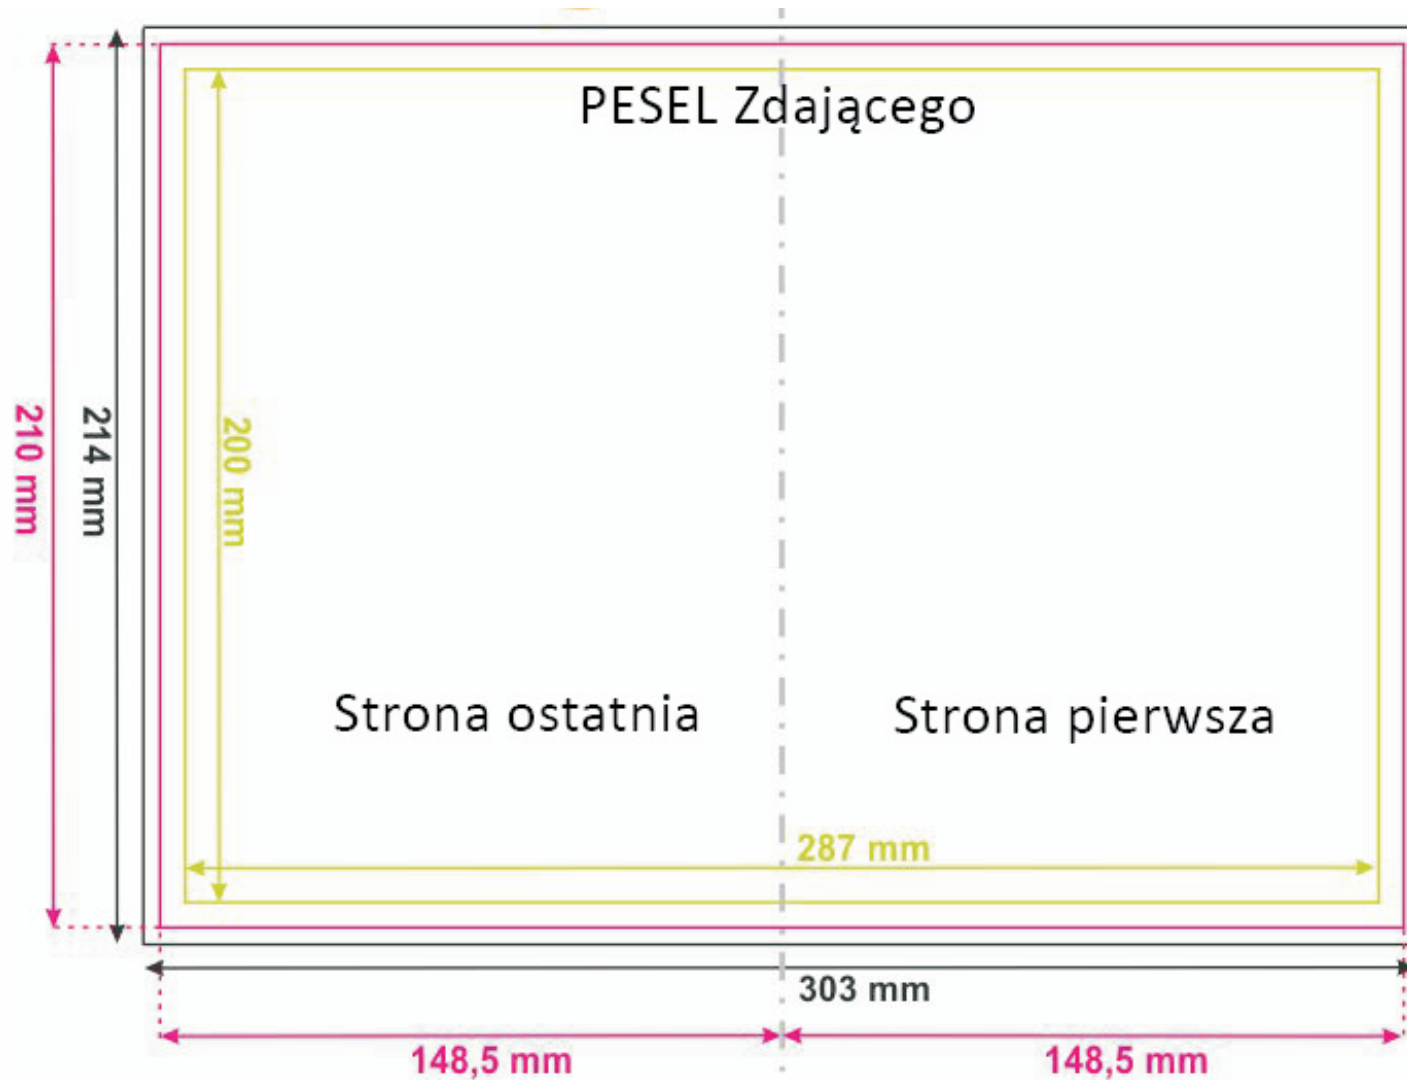 PESEL Zdającego
210 mm
214 mm
200 mm
Strona ostatnia
Strona pierwsza
287 mm
303 mm
148,5 mm
148,5 mm